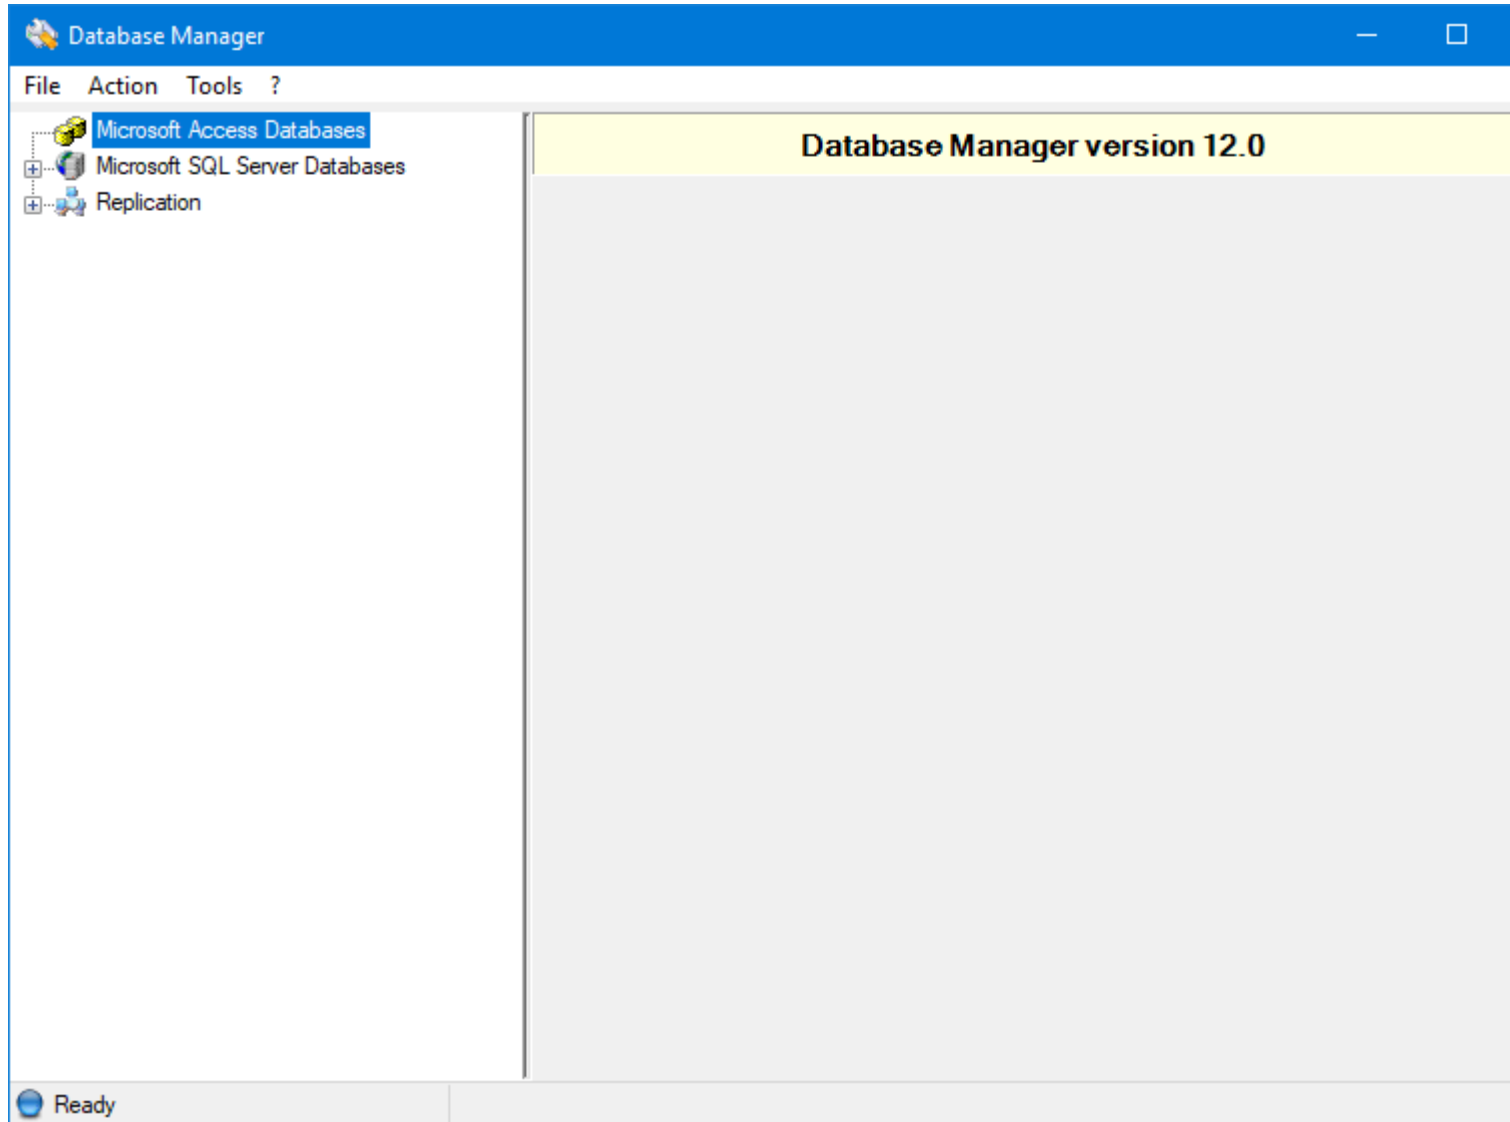 Database Manager
File Action Tools ?
Microsoft Access Databases
Microsoft SQL Server Databases
Replication
Database Manager version 12.0
Ready